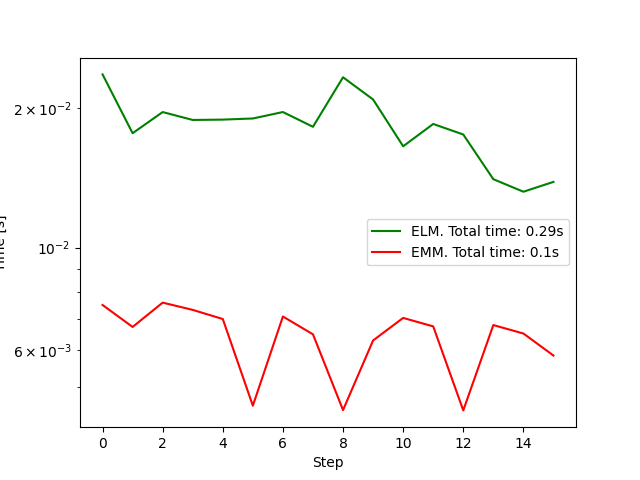 2 × 10⁻²
10⁻²
6 × 10⁻³
Time [s]
ELM. Total time: 0.29s
EMM. Total time: 0.1s
0 2 4 6 8 10 12 14
Step